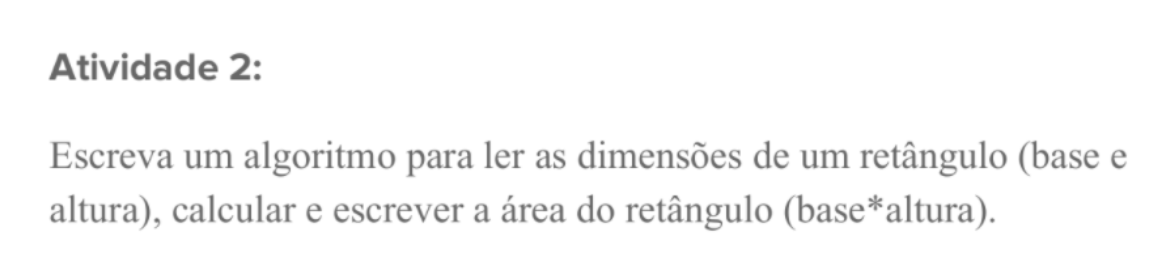 Atividade 2:
Escreva um algoritmo para ler as dimensões de um retângulo (base e
altura), calcular e escrever a área do retângulo (base*altura).